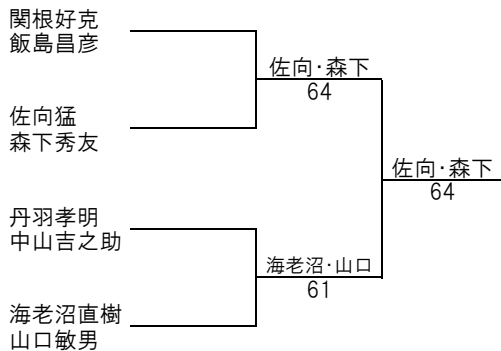 関根好克
飯島昌彦
佐向･森下
64
佐向猛
森下秀友
佐向･森下
64
丹羽孝明
中山吉之助
海老沼･山口
61
海老沼直樹
山口敏男